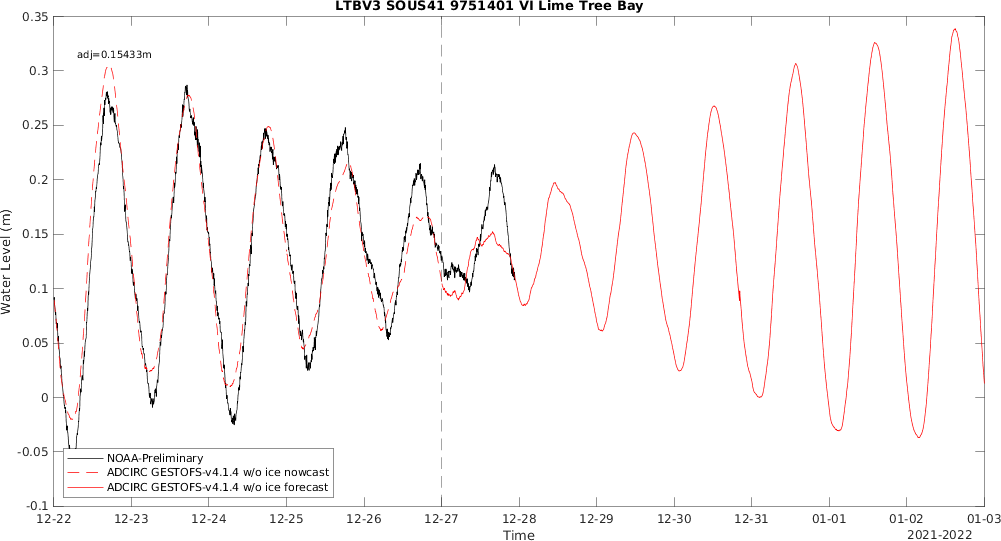 LTBV3 SOUS41 9751401 VI Lime Tree Bay
adj=0.15433m
0.35
0.3
0.25
0.2
0.15
0.1
0.05
0
-0.05
-0.1
Water Level (m)
NOAA-Preliminary
ADCIRC GESTOFS-v4.1.4 w/o ice nowcast
ADCIRC GESTOFS-v4.1.4 w/o ice forecast
12-22 12-23 12-24 12-25 12-26 12-27 12-28 12-29 12-30 12-31 01-01 01-02 01-03
Time
2021-2022